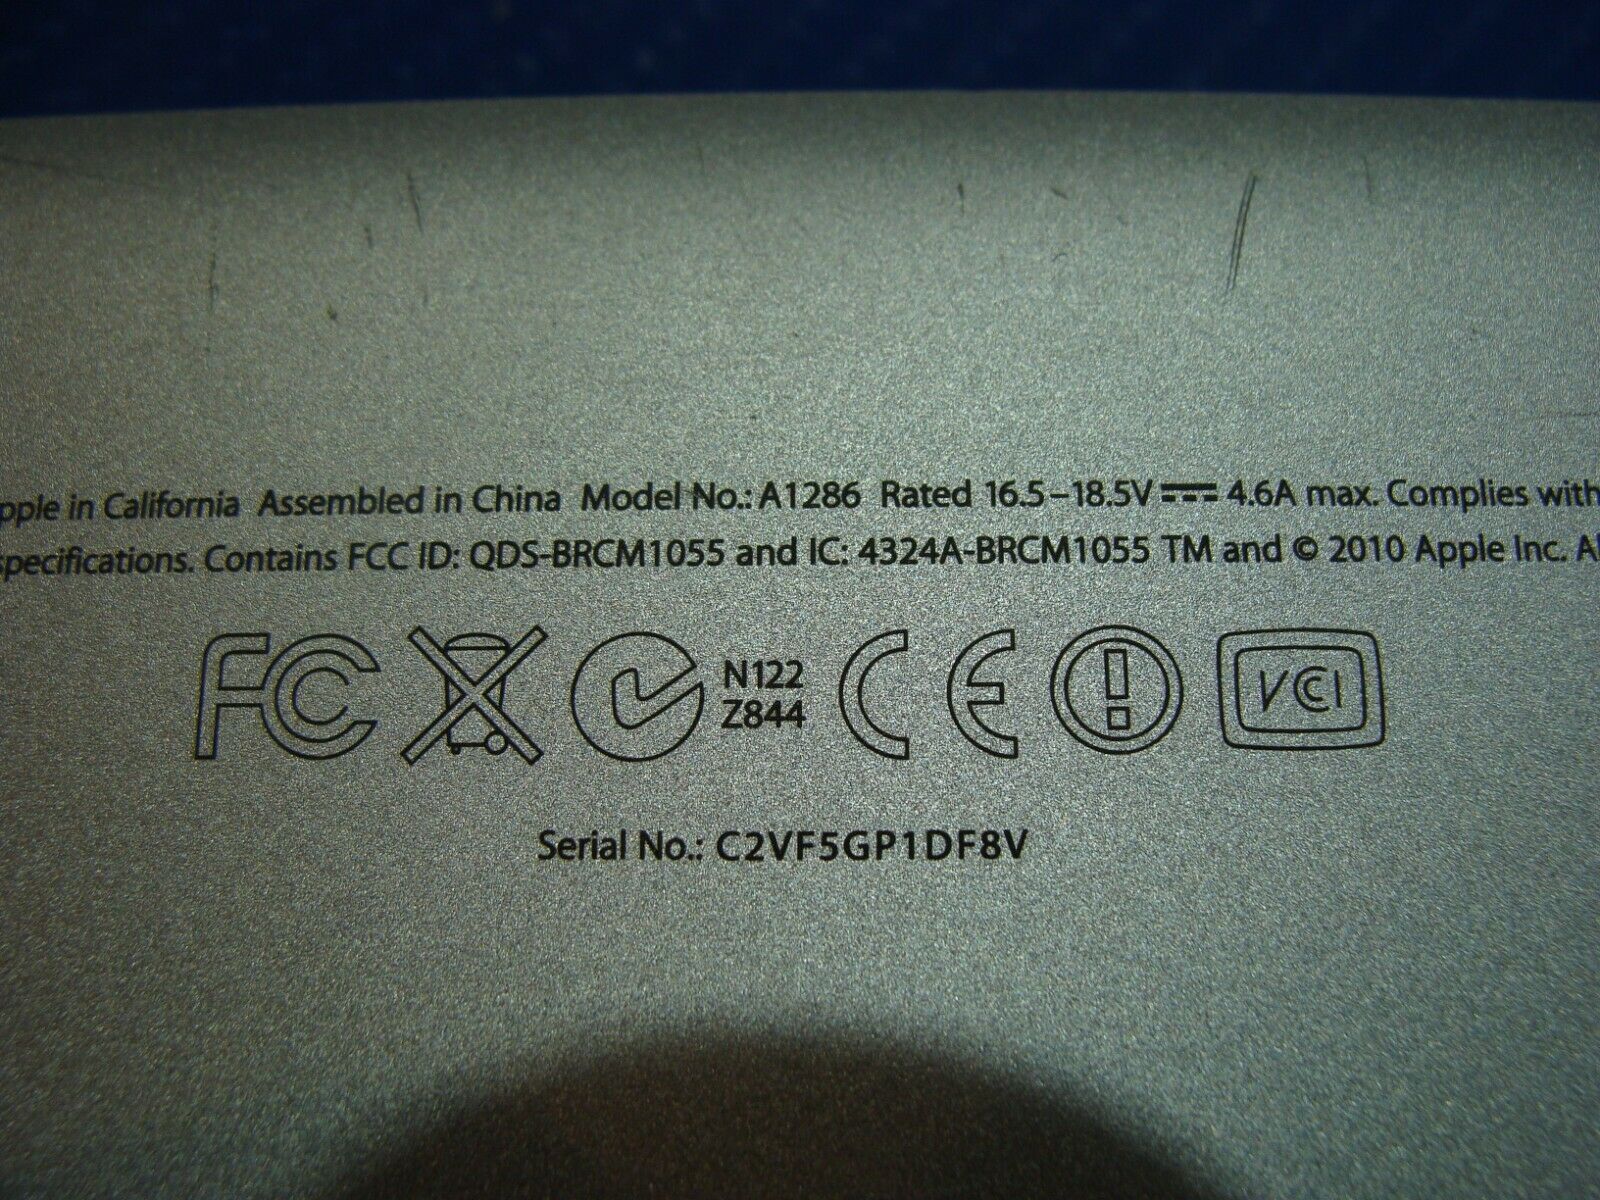 pple in California Assembled in China Model No.: A1286 Rated 16.5–18.5V⎓4.6A max. Complies with
specifications. Contains FCC ID: QDS-BRCM1055 and IC: 4324A-BRCM1055 TM and © 2010 Apple Inc. Al
FC
N122
Z844
CE
!
VCI
Serial No.: C2VF5GP1DF8V